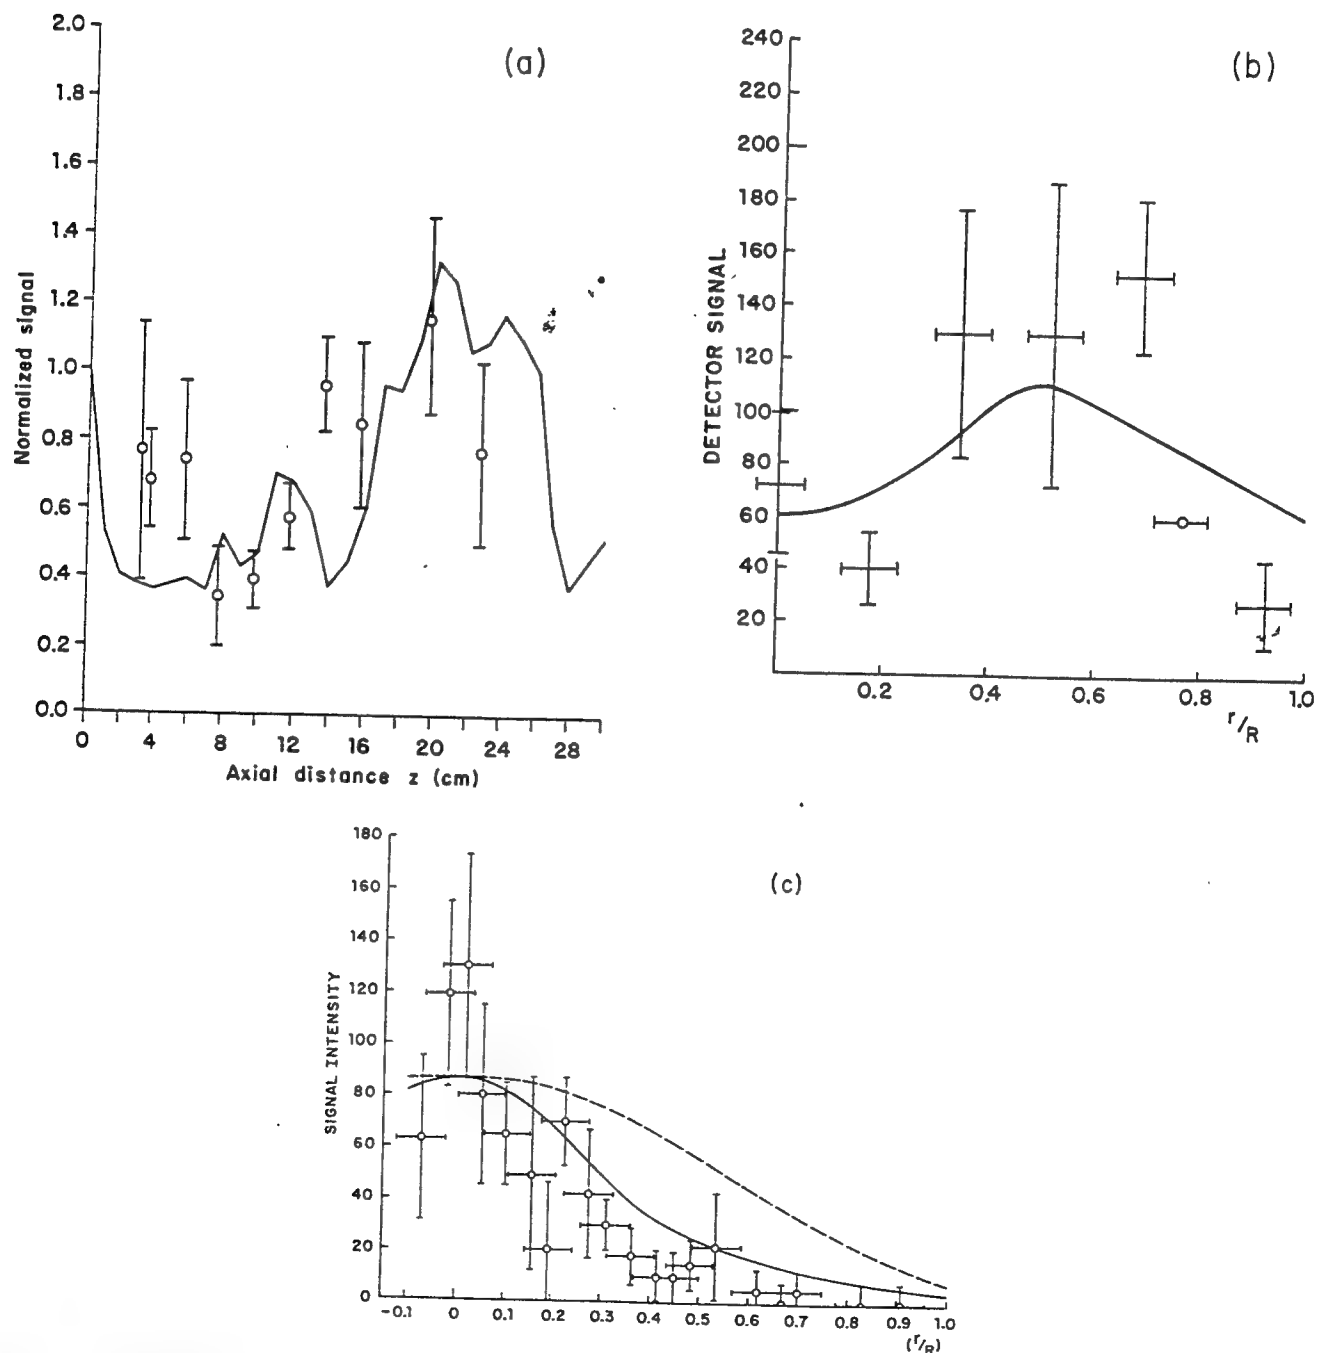 (a)
2.0
1.8
1.6
1.4
1.2
1.0
0.8
0.6
0.4
0.2
0.0
Normalized signal
0 4 8 12 16 20 24 28
Axial distance z (cm)
(b)
240
220
200
180
160
140
120
100
80
60
40
20
DETECTOR SIGNAL
0.2 0.4 0.6 0.8 1.0
r/R
(c)
180
160
140
120
100
80
60
40
20
0
SIGNAL INTENSITY
-0.1 0 0.1 0.2 0.3 0.4 0.5 0.6 0.7 0.8 0.9 1.0
(r/R)